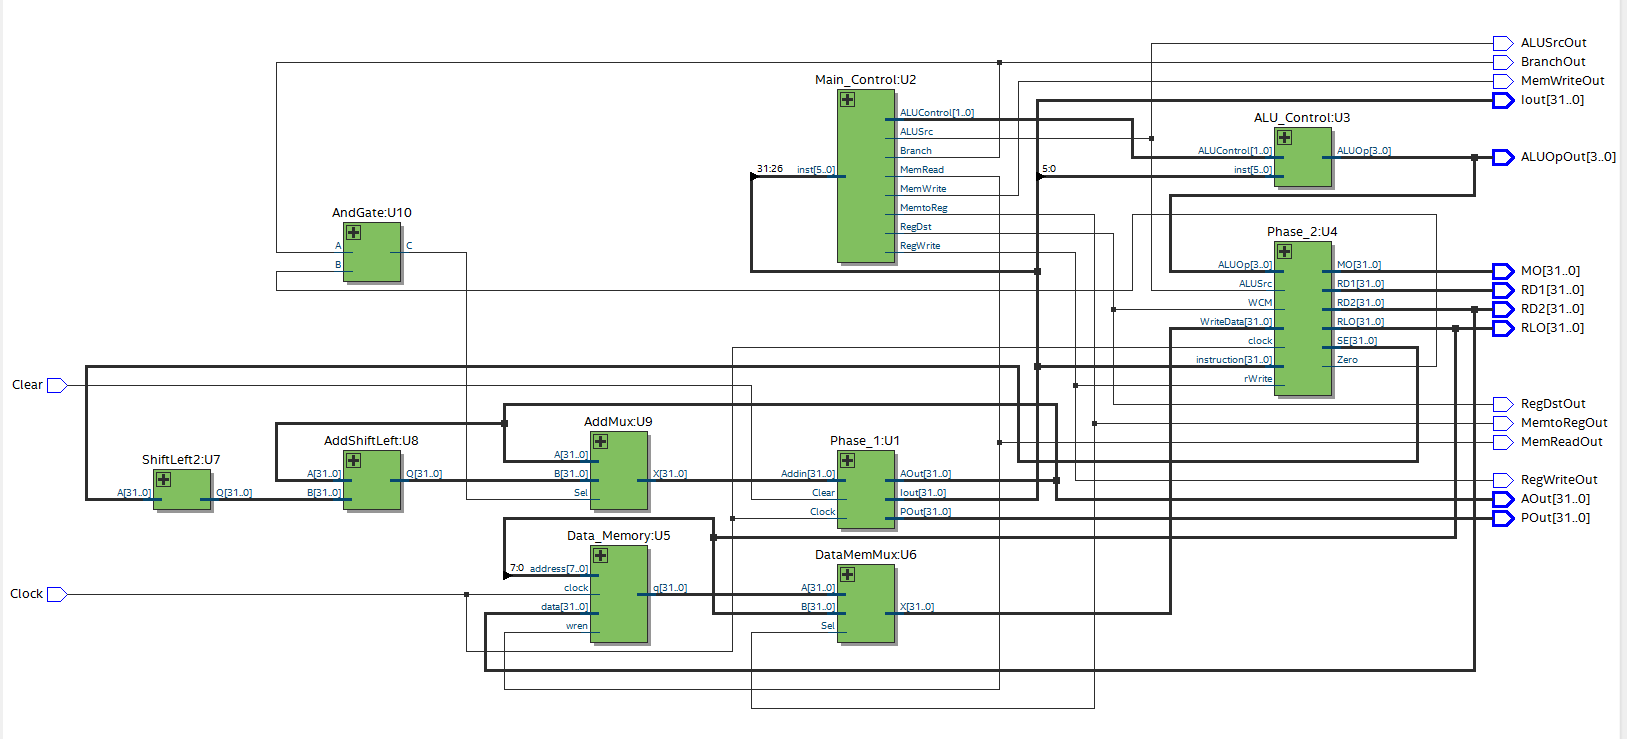 ALUSrcOut
BranchOut
MemWriteOut
Iout[31..0]
ALUOpOut[3..0]
MO[31..0]
RD1[31..0]
RD2[31..0]
RLO[31..0]
RegDstOut
MemtoRegOut
MemReadOut
RegWriteOut
AOut[31..0]
POut[31..0]
Clear
Clock
Main_Control:U2
31:26
inst[5..0]
ALUControl[1..0]
ALUSrc
Branch
MemRead
MemWrite
MemtoReg
RegDst
RegWrite
ALU_Control:U3
ALUControl[1..0]
5:0
inst[5..0]
ALUOp[3..0]
AndGate:U10
A
B
C
Phase_2:U4
ALUOp[3..0]
ALUSrc
WCM
WriteData[31..0]
clock
instruction[31..0]
rWrite
MO[31..0]
RD1[31..0]
RD2[31..0]
RLO[31..0]
SE[31..0]
Zero
ShiftLeft2:U7
A[31..0]
Q[31..0]
AddShiftLeft:U8
A[31..0]
B[31..0]
Q[31..0]
AddMux:U9
A[31..0]
B[31..0]
Sel
X[31..0]
Phase_1:U1
Addin[31..0]
Clear
Clock
AOut[31..0]
Iout[31..0]
POut[31..0]
Data_Memory:U5
7:0
address[7..0]
clock
data[31..0]
wren
q[31..0]
DataMemMux:U6
A[31..0]
B[31..0]
Sel
X[31..0]